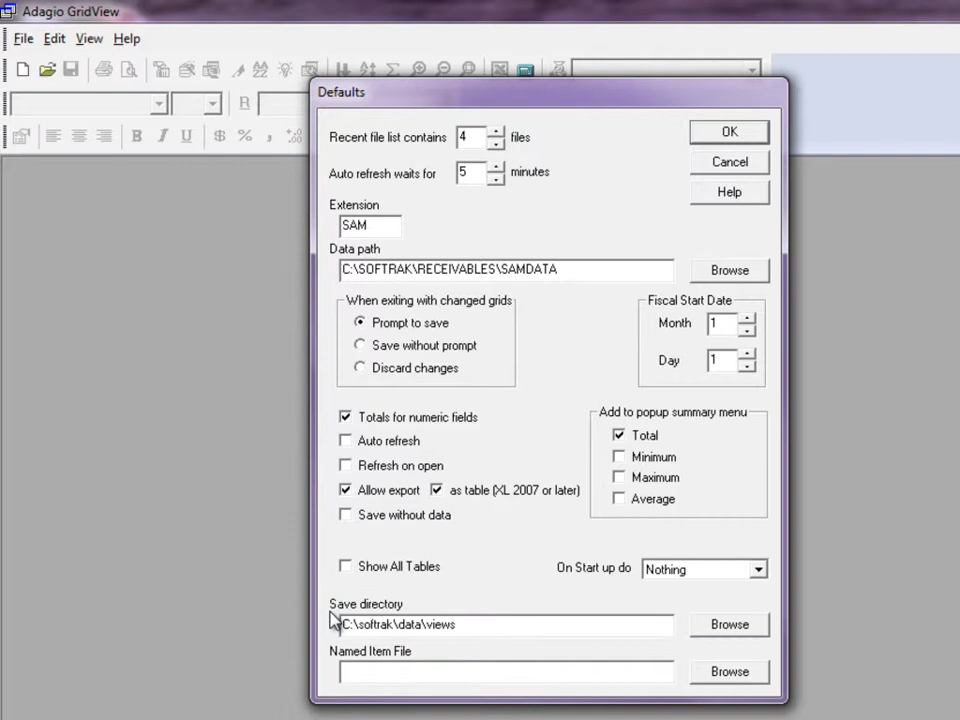 Adagio GridView
File Edit View Help
R
B I U $ % , .00
Defaults
Recent file list contains 4 files
OK
Auto refresh waits for 5 minutes
Cancel
Help
Extension
SAM
Data path
C:\SOFTRAK\RECEIVABLES\SAMDATA
Browse
When exiting with changed grids
Prompt to save
Save without prompt
Discard changes
Fiscal Start Date
Month 1
Day 1
Totals for numeric fields
Auto refresh
Refresh on open
Allow export as table (XL 2007 or later)
Save without data
Add to popup summary menu
Total
Minimum
Maximum
Average
Show All Tables
On Start up do Nothing
Save directory
C:\softrak\data\views
Browse
Named Item File
Browse